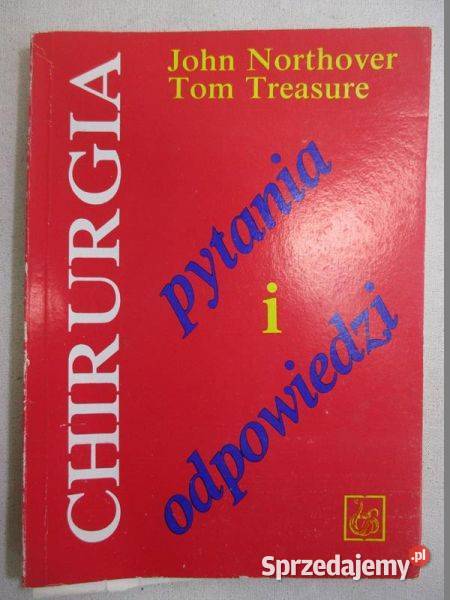 John Northover
Tom Treasure
CHIRURGIA
pytania
i
odpowiedzi
Sprzedajemy.pl